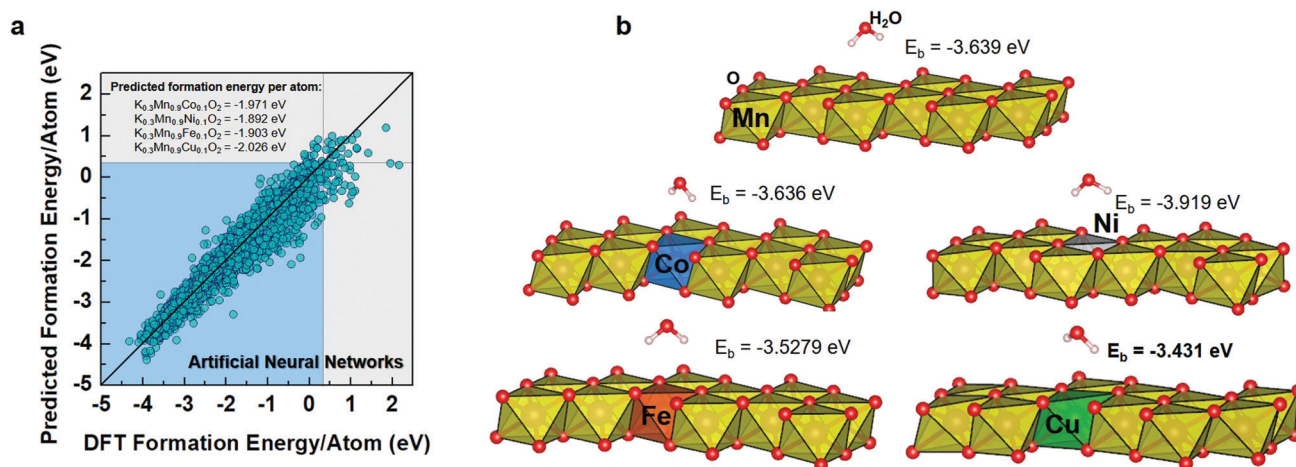 a
Predicted Formation Energy/Atom (eV)
2
1
0
-1
-2
-3
-4
-5
Predicted formation energy per atom:
K0.3Mn0.9Co0.1O2 = -1.971 eV
K0.3Mn0.9Ni0.1O2 = -1.892 eV
K0.3Mn0.9Fe0.1O2 = -1.903 eV
K0.3Mn0.9Cu0.1O2 = -2.026 eV
Artificial Neural Networks
-5 -4 -3 -2 -1 0 1 2
DFT Formation Energy/Atom (eV)
b
H2O
Eb = -3.639 eV
O
Mn
Eb = -3.636 eV
Co
Eb = -3.919 eV
Ni
Eb = -3.5279 eV
Fe
Eb = -3.431 eV
Cu